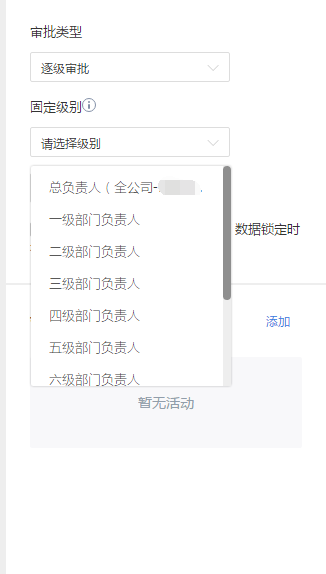 审批类型
逐级审批
固定级别
请选择级别
总负责人（全公司-
一级部门负责人
二级部门负责人
数据锁定时
三级部门负责人
四级部门负责人
添加
五级部门负责人
六级部门负责人
暂无活动